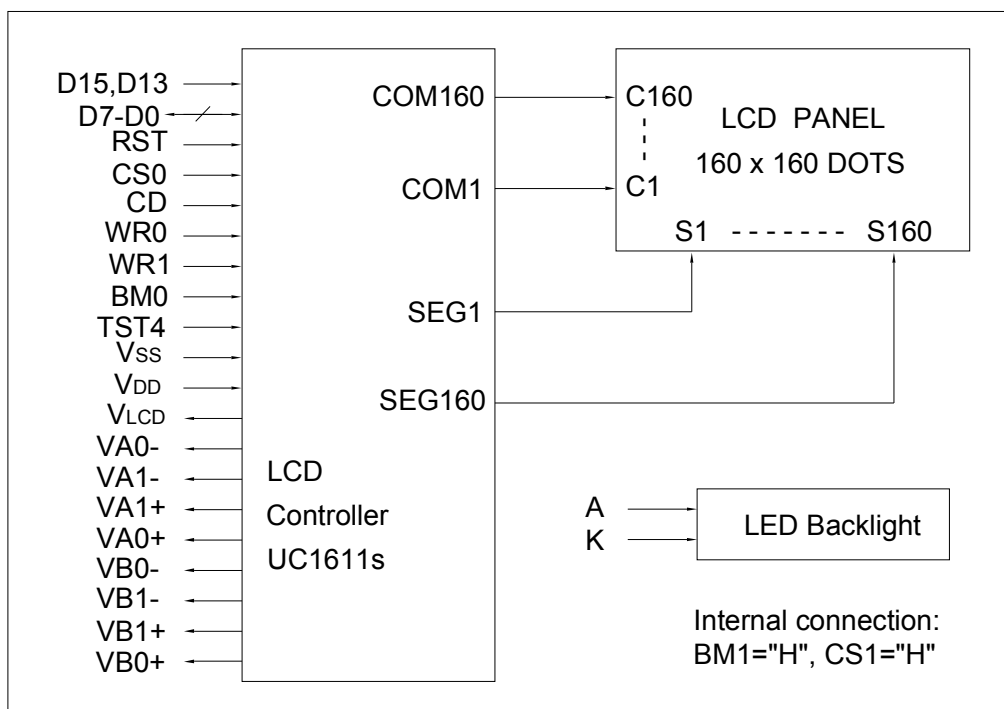 D15,D13
D7-D0
RST
CS0
CD
WR0
WR1
BM0
TST4
VSS
VDD
VLCD
VA0-
VA1-
VA1+
VA0+
VB0-
VB1-
VB1+
VB0+
COM160
COM1
SEG1
SEG160
LCD
Controller
UC1611s
C160
C1
LCD PANEL
160 x 160 DOTS
S1 - - - - - - - S160
A
K
LED Backlight
Internal connection:
BM1="H", CS1="H"